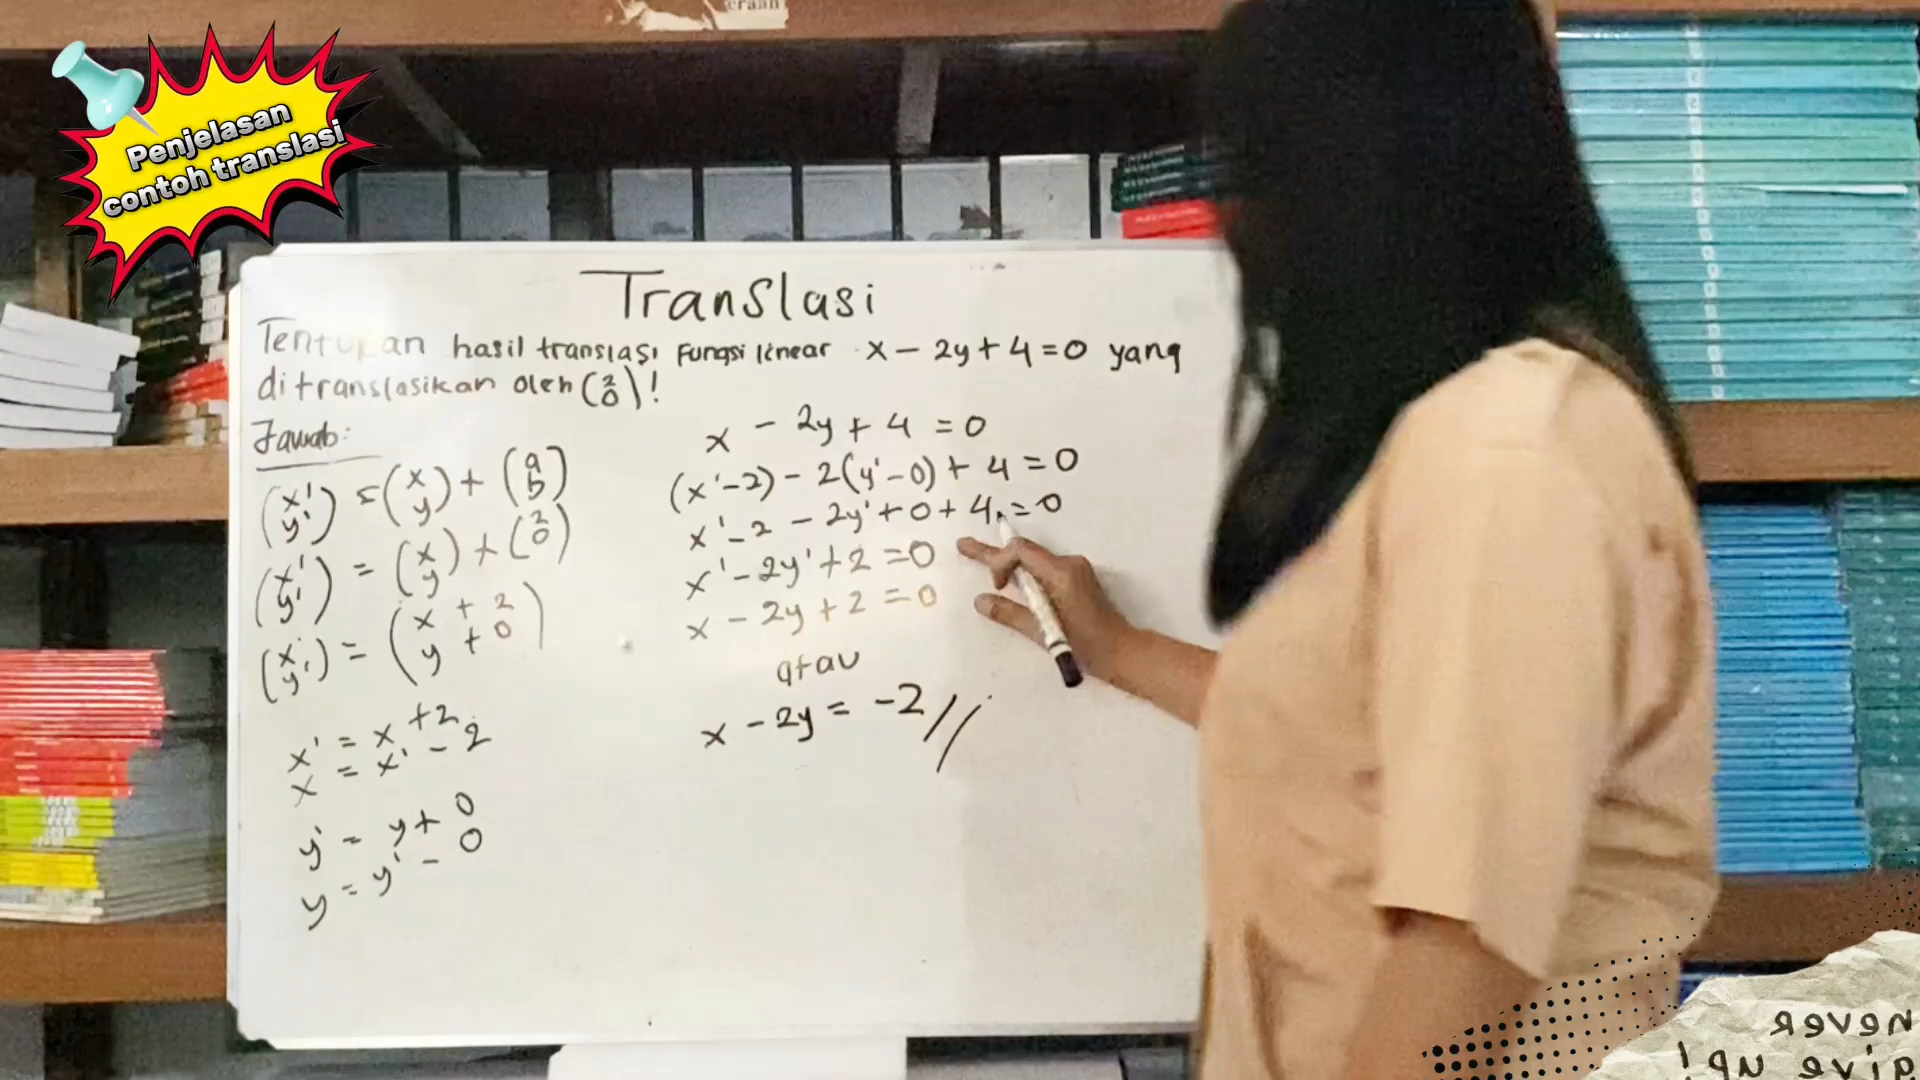 eraan
Penjelasan
contoh translasi
Translasi
Tentukan hasil translasi Fungsi linear x - 2y + 4 = 0 yang
ditranslasikan oleh (2 0)!
Jawab:
(x' y') = (x y) + (a b)
(x' y') = (x y) + (2 0)
(x' y') = (x + 2 y + 0)
x' = x + 2
x = x' - 2
y' = y + 0
y = y' - 0
x - 2y + 4 = 0
(x' - 2) - 2(y' - 0) + 4 = 0
x' - 2 - 2y' + 0 + 4 = 0
x' - 2y' + 2 = 0
x - 2y + 2 = 0
atau
x - 2y = -2 //
never
give up!